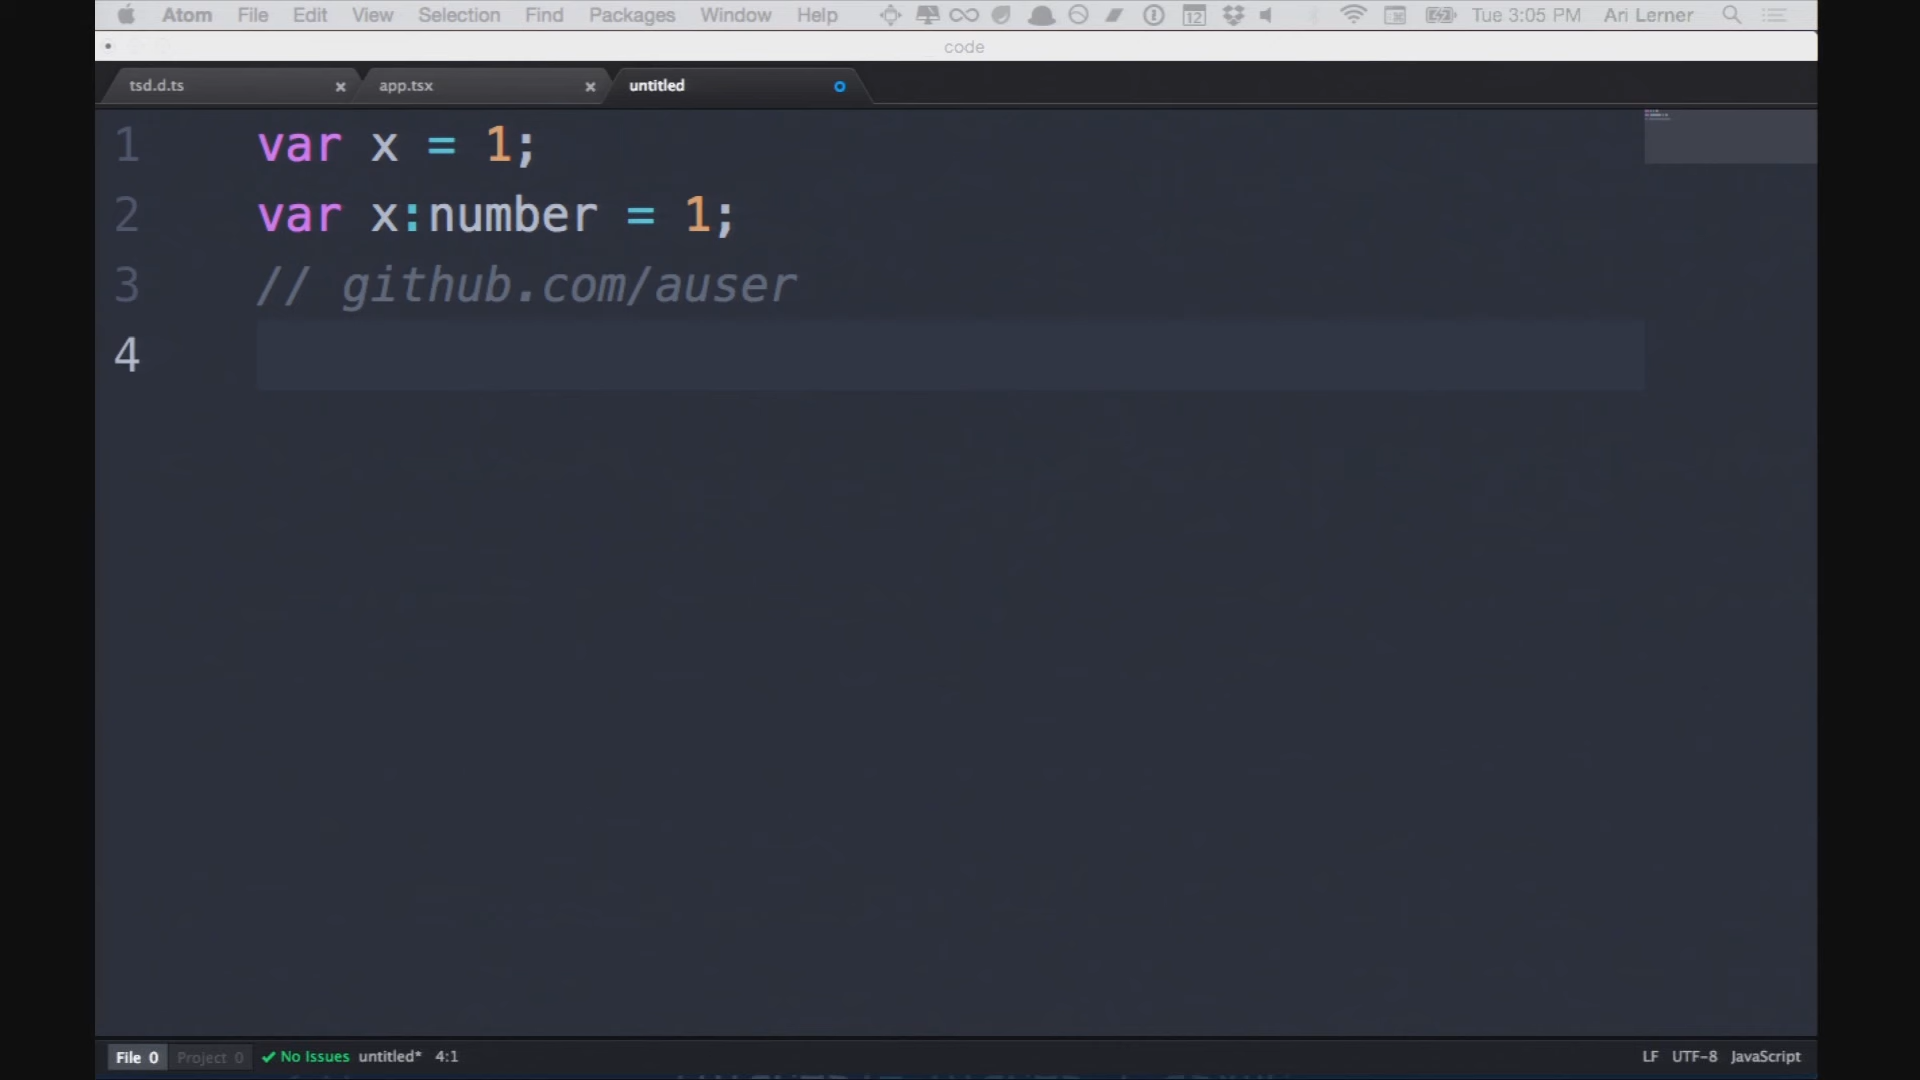 Atom File Edit View Selection Find Packages Window Help 12 Tue 3:05 PM Ari Lerner
code
tsd.d.ts app.tsx untitled
1 var x = 1;
2 var x:number = 1;
3 // github.com/auser
4
File 0 Project 0 No Issues untitled* 4:1 LF UTF-8 JavaScript